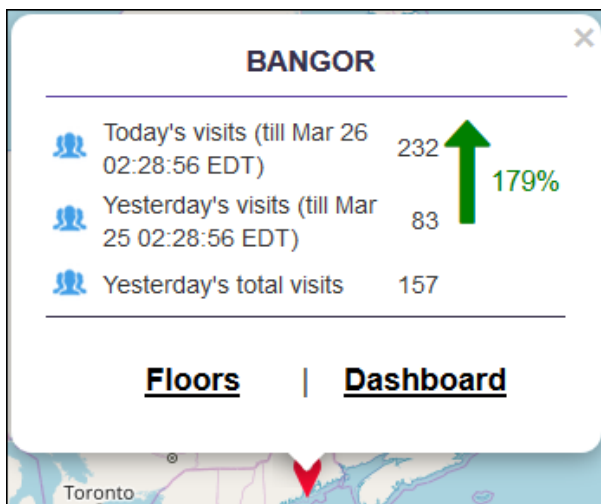 ×
BANGOR
Today's visits (till Mar 26
02:28:56 EDT)
232
179%
Yesterday's visits (till Mar
25 02:28:56 EDT)
83
Yesterday's total visits 157
Floors | Dashboard
Toronto